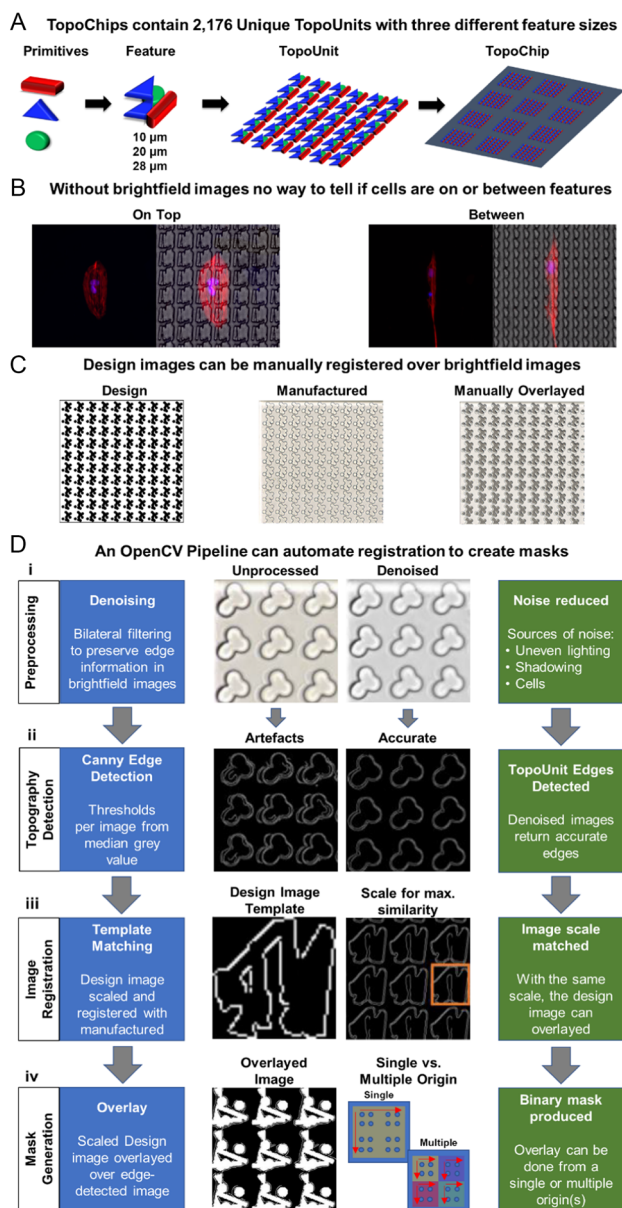 A
TopoChips contain 2,176 Unique TopoUnits with three different feature sizes
Primitives
Feature
TopoUnit
TopoChip
10 µm
20 µm
28 µm
B
Without brightfield images no way to tell if cells are on or between features
On Top
Between
C
Design images can be manually registered over brightfield images
Design
Manufactured
Manually Overlayed
D
An OpenCV Pipeline can automate registration to create masks
i
Preprocessing
Denoising
Bilateral filtering
to preserve edge
information in
brightfield images
Unprocessed
Denoised
Noise reduced
Sources of noise:
• Uneven lighting
• Shadowing
• Cells
ii
Topography
Detection
Canny Edge
Detection
Thresholds
per image from
median grey
value
Artefacts
Accurate
TopoUnit Edges
Detected
Denoised images
return accurate
edges
iii
Image
Registration
Template
Matching
Design image
scaled and
registered with
manufactured
Design Image
Template
Scale for max.
similarity
Image scale
matched
With the same
scale, the design
image can
overlayed
iv
Mask
Generation
Overlay
Scaled Design
image overlayed
over edge-
detected image
Overlayed
Image
Single vs.
Multiple Origin
Single
Multiple
Binary mask
produced
Overlay can be
done from a
single or multiple
origin(s)